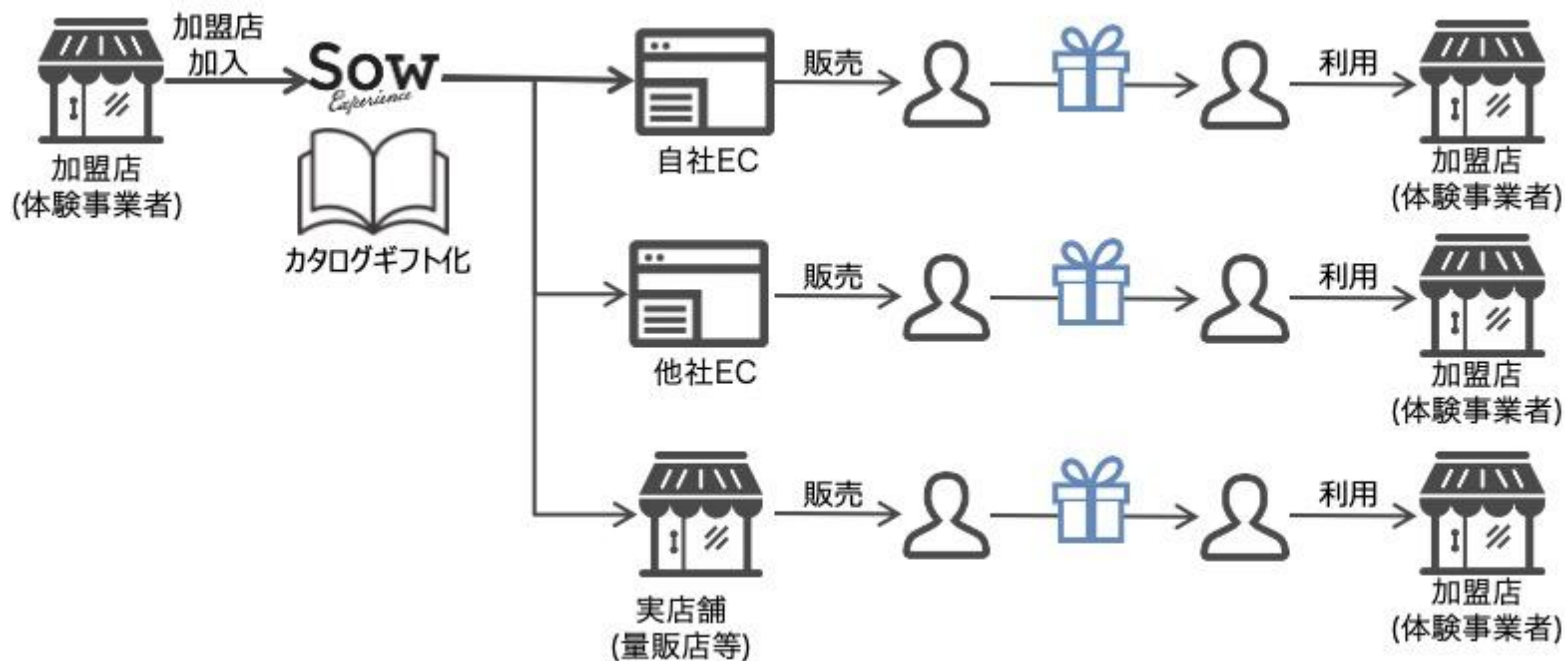 加盟店
加入
Sow
Experience
加盟店
(体験事業者)
カタログギフト化
自社EC
販売
利用
加盟店
(体験事業者)
他社EC
販売
利用
加盟店
(体験事業者)
実店舗
(量販店等)
販売
利用
加盟店
(体験事業者)